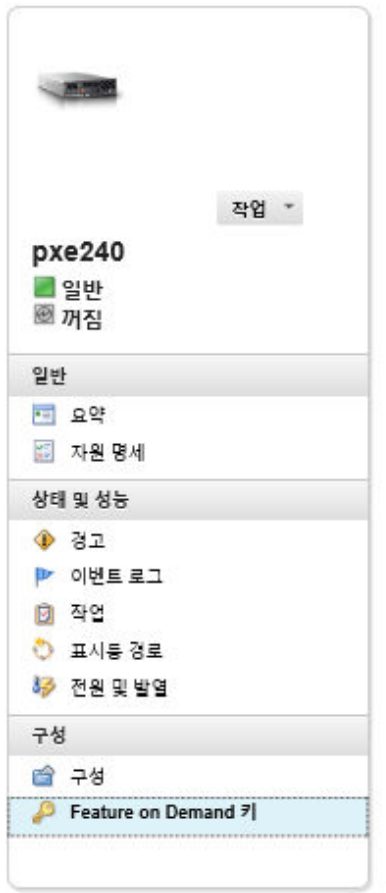 작업
pxe240
일반
꺼짐
일반
요약
자원 명세
상태 및 성능
경고
이벤트 로그
작업
표시등 경로
전원 및 발열
구성
구성
Feature on Demand 키